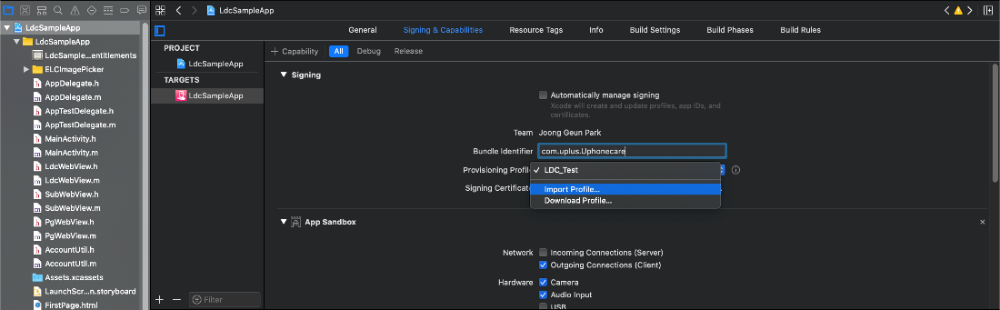 LdcSampleApp
LdcSampleApp
LdcSampleApp
LdcSam...entitlements
ELCImagePicker
AppDelegate.h
AppDelegate.m
AppTestDelegate.h
AppTestDelegate.m
MainActivity.h
MainActivity.m
LdcWebView.h
LdcWebView.m
SubWebView.h
SubWebView.m
PgWebView.h
PgWebView.m
AccountUtil.h
AccountUtil.m
Assets.xcassets
LaunchScr...n.storyboard
FirstPage.html
General
Signing & Capabilities
Resource Tags
Info
Build Settings
Build Phases
Build Rules
PROJECT
LdcSampleApp
TARGETS
LdcSampleApp
Filter
+ Capability
All
Debug
Release
Signing
Automatically manage signing
Xcode will create and update profiles, app IDs, and
certificates.
Team Joong Geun Park
Bundle Identifier com.uplus.Uphonecare
Provisioning Profile
LDC_Test
Import Profile...
Download Profile...
Signing Certificate
App Sandbox
Network
Incoming Connections (Server)
Outgoing Connections (Client)
Hardware
Camera
Audio Input
USB